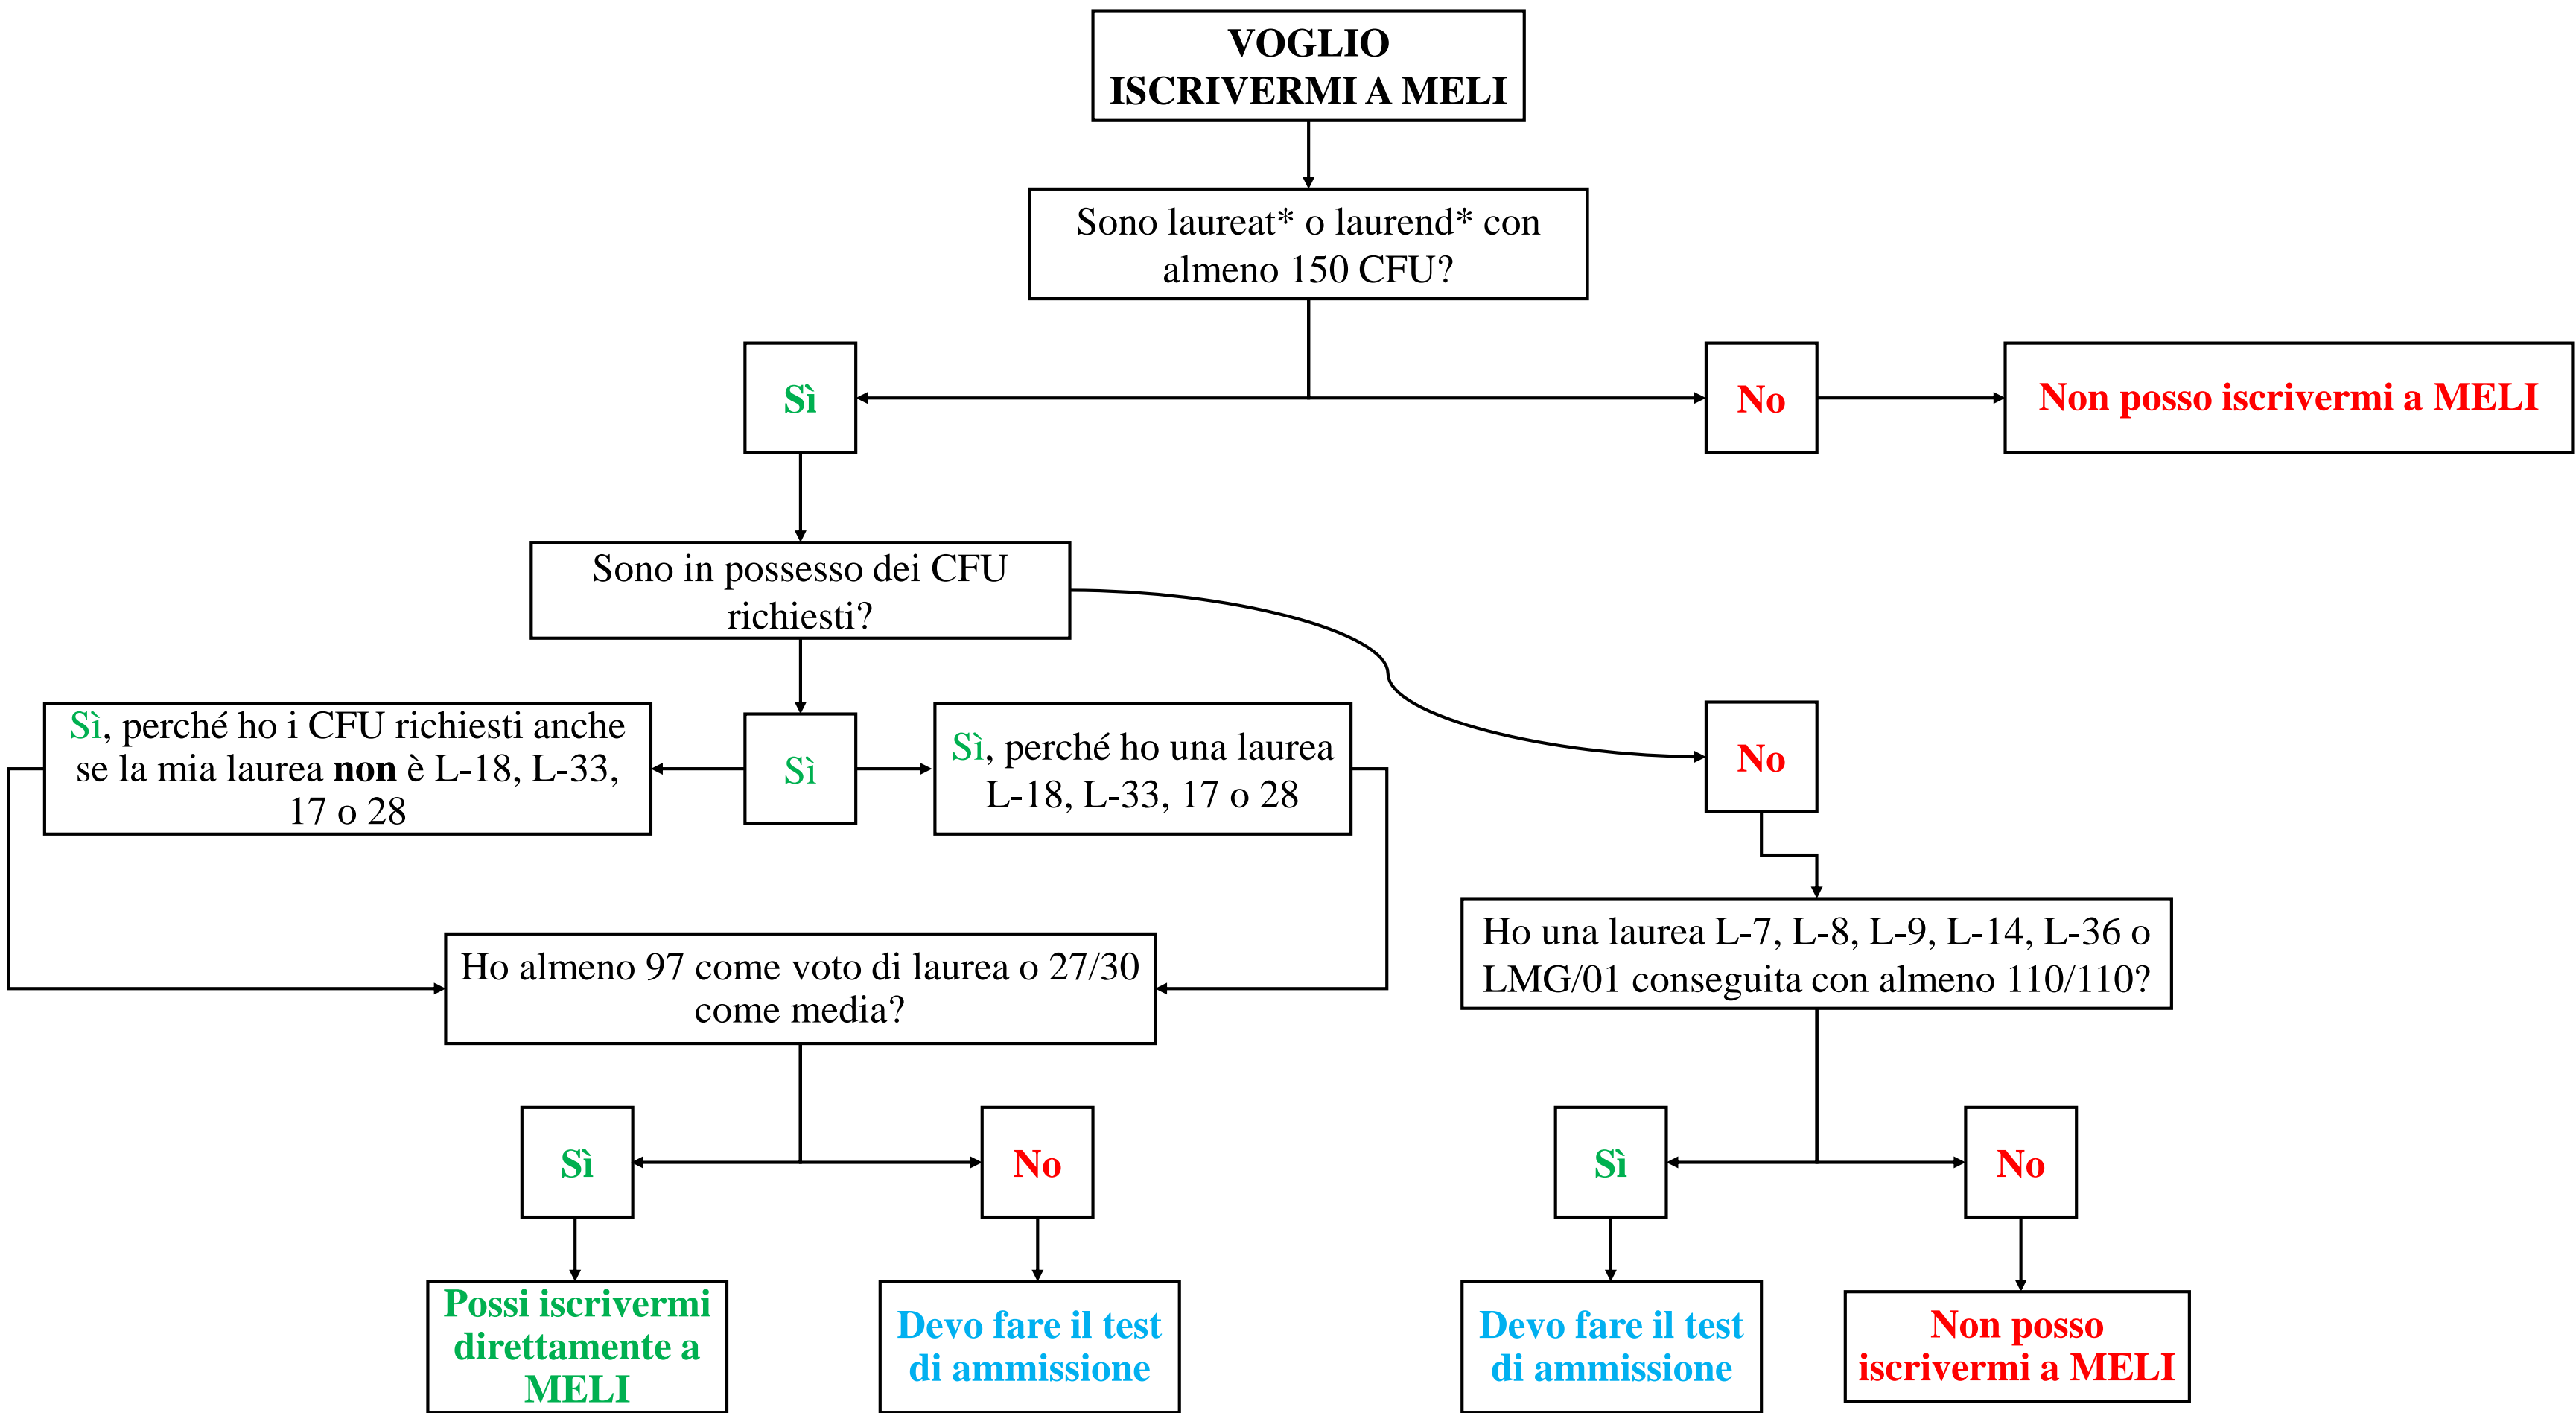 VOGLIO
ISCRIVERMI A MELI
Sono laureat* o laurend* con
almeno 150 CFU?
Sì
No
Non posso iscrivermi a MELI
Sono in possesso dei CFU
richiesti?
Sì, perché ho i CFU richiesti anche
se la mia laurea non è L-18, L-33,
17 o 28
Sì
Sì, perché ho una laurea
L-18, L-33, 17 o 28
No
Ho almeno 97 come voto di laurea o 27/30
come media?
Ho una laurea L-7, L-8, L-9, L-14, L-36 o
LMG/01 conseguita con almeno 110/110?
Sì
No
Sì
No
Possi iscrivermi
direttamente a
MELI
Devo fare il test
di ammissione
Devo fare il test
di ammissione
Non posso
iscrivermi a MELI